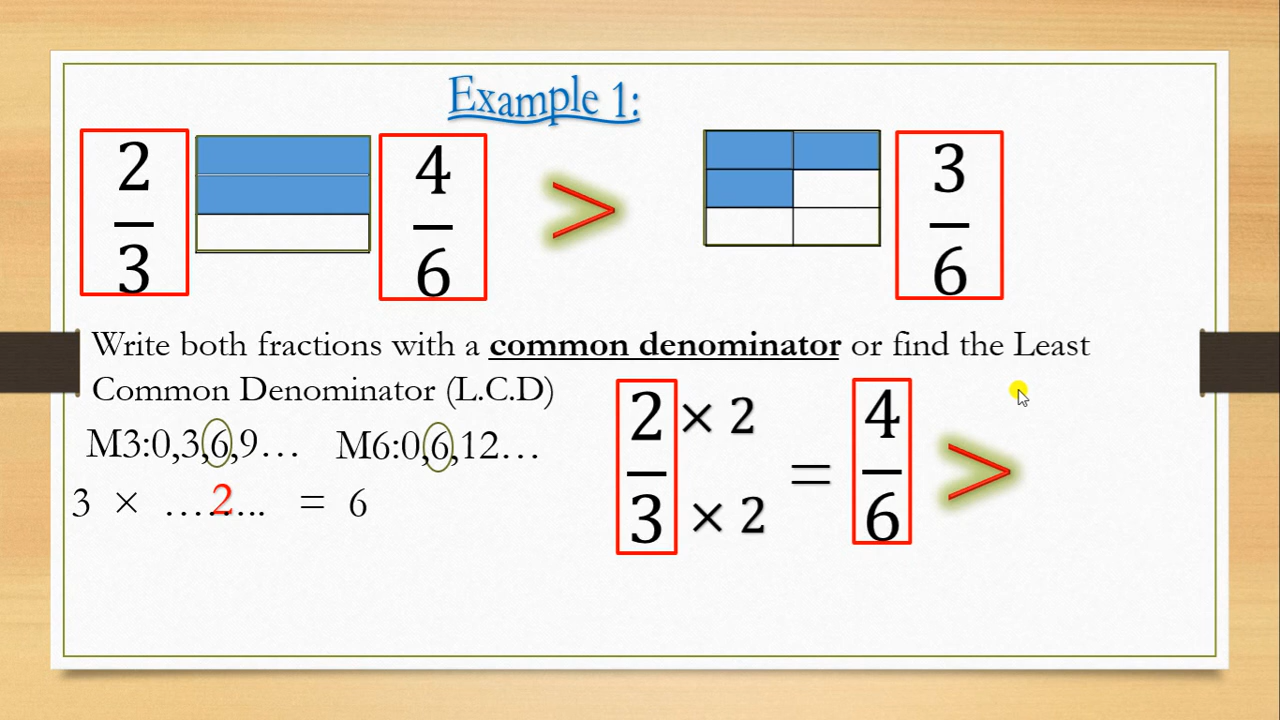 Example 1:
2/3 4/6 > 3/6
Write both fractions with a common denominator or find the Least
Common Denominator (L.C.D)
M3:0,3,6,9… M6:0,6,12…
3 × ……2.. = 6
2/3 × 2 × 2 = 4/6 >